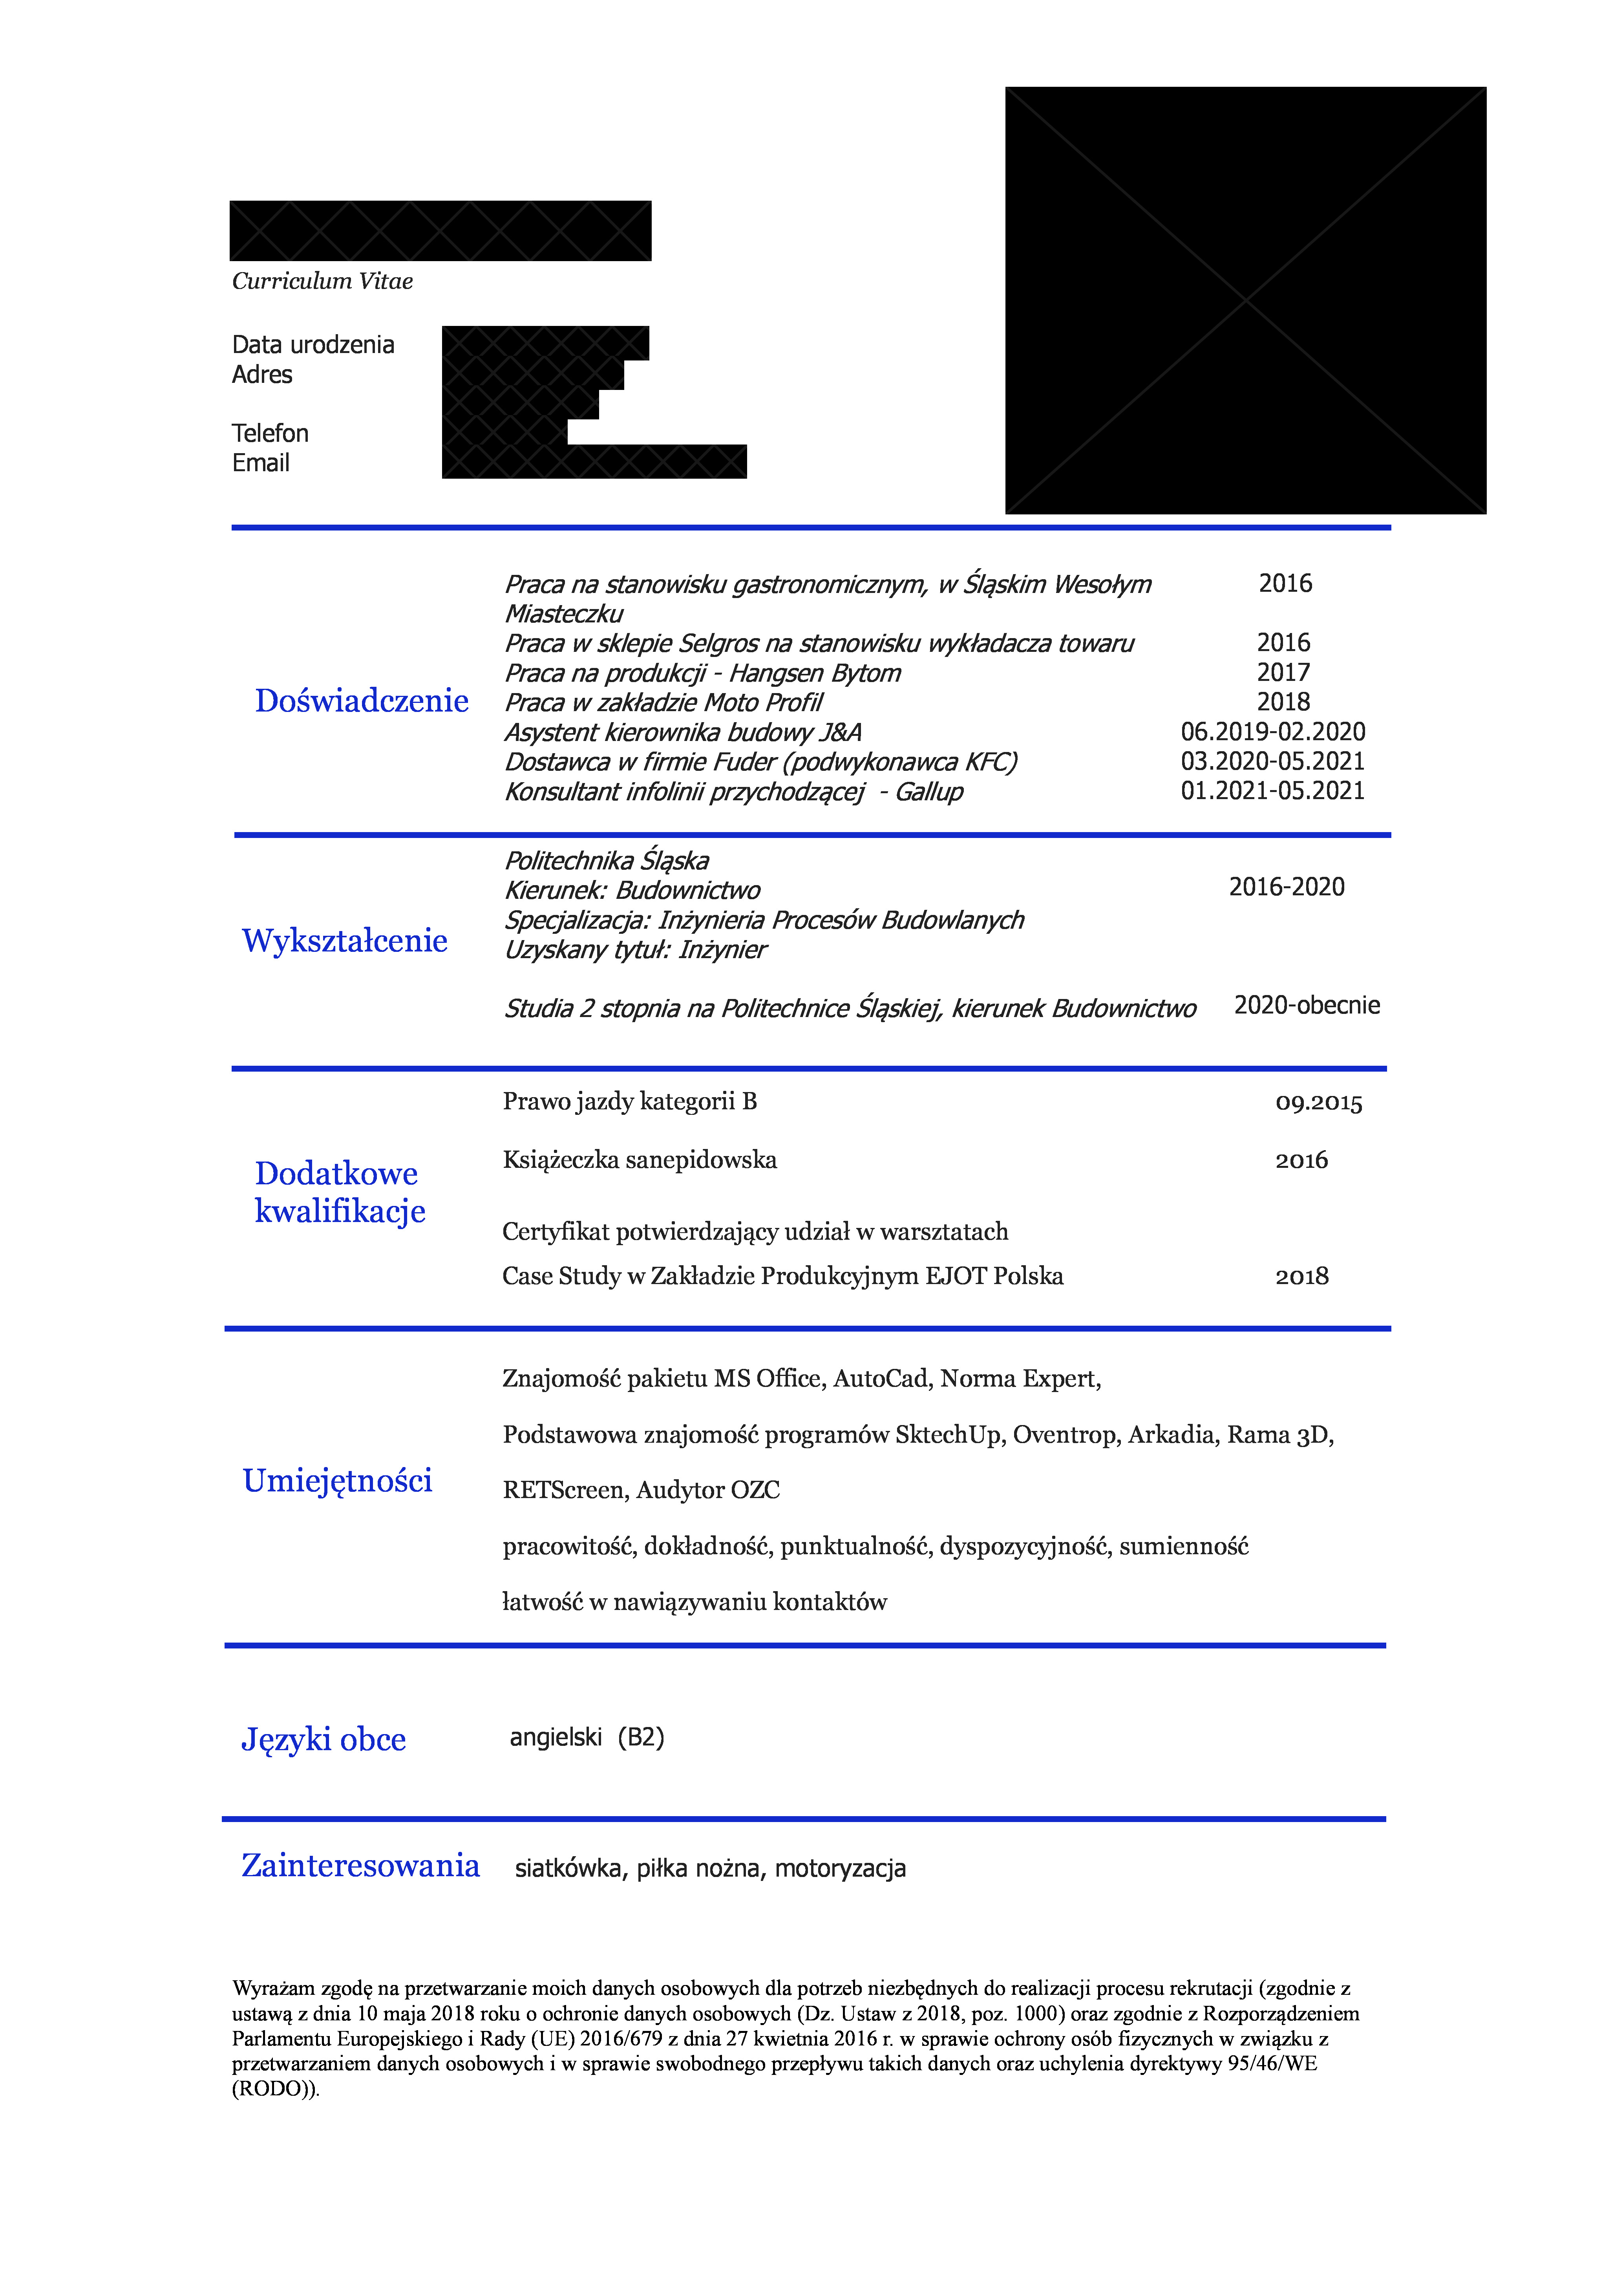 Curriculum Vitae
Data urodzenia
Adres
Telefon
Email
Doświadczenie
Praca na stanowisku gastronomicznym, w Śląskim Wesołym 2016
Miasteczku
Praca w sklepie Selgros na stanowisku wykładacza towaru 2016
Praca na produkcji - Hangsen Bytom 2017
Praca w zakładzie Moto Profil 2018
Asystent kierownika budowy J&A 06.2019-02.2020
Dostawca w firmie Fuder (podwykonawca KFC) 03.2020-05.2021
Konsultant infolinii przychodzącej - Gallup 01.2021-05.2021
Wykształcenie
Politechnika Śląska
Kierunek: Budownictwo 2016-2020
Specjalizacja: Inżynieria Procesów Budowlanych
Uzyskany tytuł: Inżynier
Studia 2 stopnia na Politechnice Śląskiej, kierunek Budownictwo 2020-obecnie
Dodatkowe
kwalifikacje
Prawo jazdy kategorii B 09.2015
Książeczka sanepidowska 2016
Certyfikat potwierdzający udział w warsztatach
Case Study w Zakładzie Produkcyjnym EJOT Polska 2018
Umiejętności
Znajomość pakietu MS Office, AutoCad, Norma Expert,
Podstawowa znajomość programów SktechUp, Oventrop, Arkadia, Rama 3D,
RETScreen, Audytor OZC
pracowitość, dokładność, punktualność, dyspozycyjność, sumienność
łatwość w nawiązywaniu kontaktów
Języki obce
angielski (B2)
Zainteresowania
siatkówka, piłka nożna, motoryzacja
Wyrażam zgodę na przetwarzanie moich danych osobowych dla potrzeb niezbędnych do realizacji procesu rekrutacji (zgodnie z
ustawą z dnia 10 maja 2018 roku o ochronie danych osobowych (Dz. Ustaw z 2018, poz. 1000) oraz zgodnie z Rozporządzeniem
Parlamentu Europejskiego i Rady (UE) 2016/679 z dnia 27 kwietnia 2016 r. w sprawie ochrony osób fizycznych w związku z
przetwarzaniem danych osobowych i w sprawie swobodnego przepływu takich danych oraz uchylenia dyrektywy 95/46/WE
(RODO)).